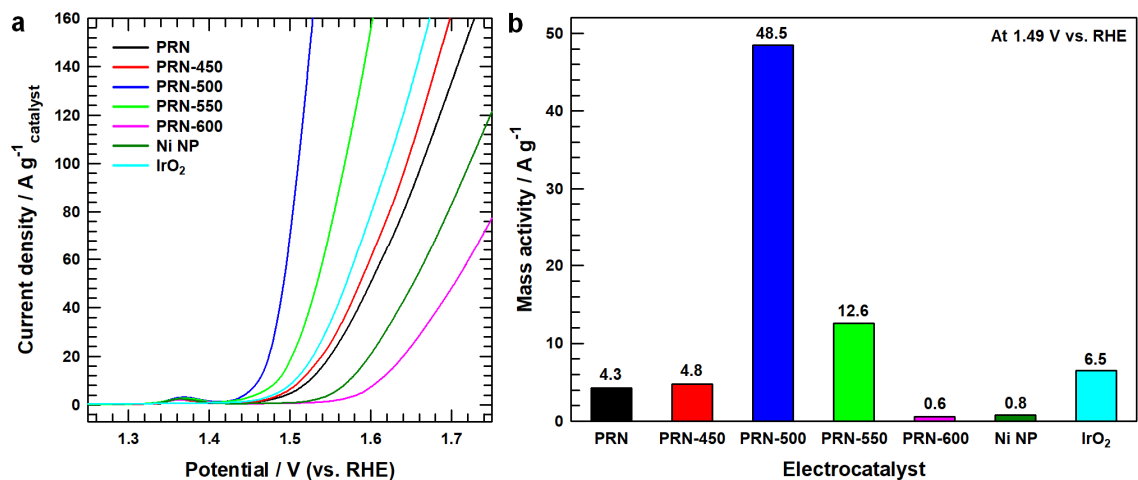 a
160
140
120
100
80
60
40
20
0
Current density / A g⁻¹catalyst
PRN
PRN-450
PRN-500
PRN-550
PRN-600
Ni NP
IrO₂
1.3 1.4 1.5 1.6 1.7
Potential / V (vs. RHE)
b
50
40
30
20
10
0
Mass activity / A g⁻¹
At 1.49 V vs. RHE
4.3 4.8 48.5 12.6 0.6 0.8 6.5
PRN PRN-450 PRN-500 PRN-550 PRN-600 Ni NP IrO₂
Electrocatalyst